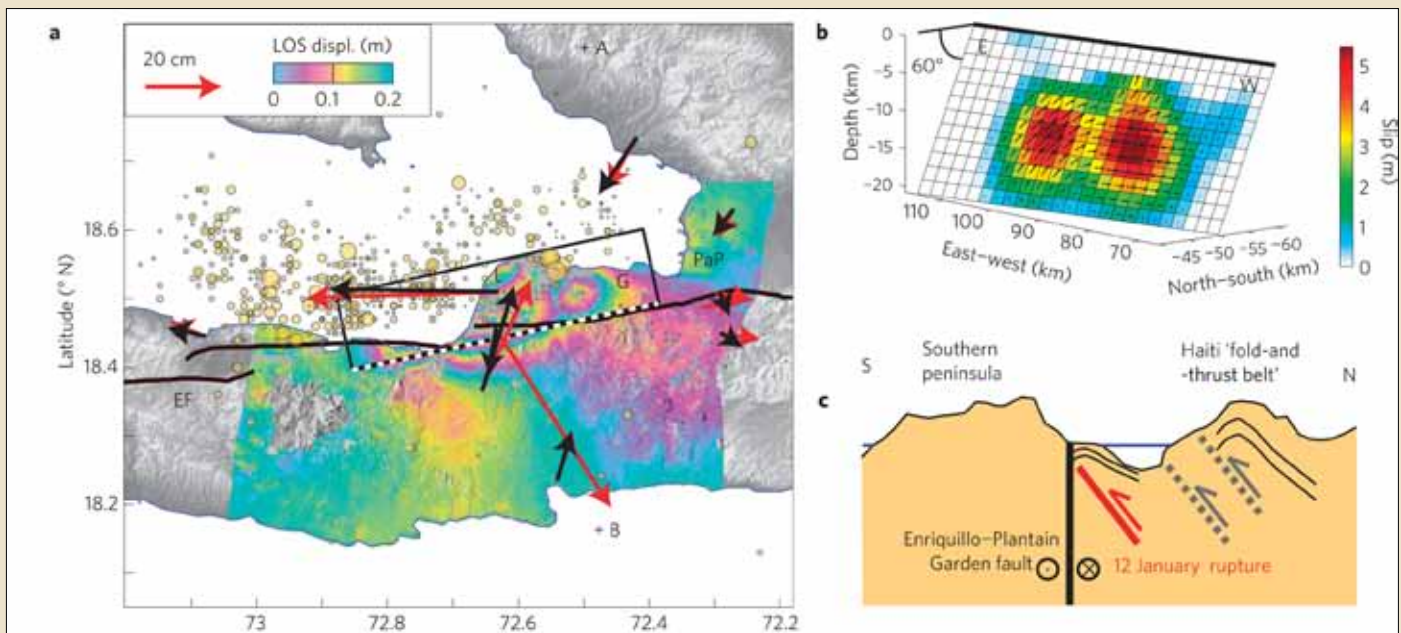 a
20 cm
LOS displ. (m)
0 0.1 0.2
+ A
18.6
18.4
18.2
Latitude (° N)
73 72.8 72.6 72.4 72.2
L
G
PaP
EF
+ B
b
0
−5
−10
−15
−20
Depth (km)
60°
E
W
110 100 90 80 70
East−west (km)
−45 −50 −55 −60
North−south (km)
5
4
3
2
1
0
Slip (m)
S
Southern
peninsula
Haiti 'fold-and
-thrust belt'
N
c
Enriquillo−Plantain
Garden fault
12 January rupture